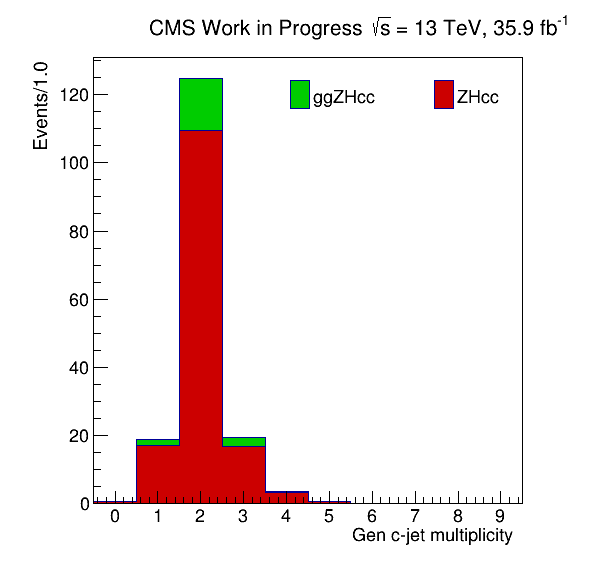 CMS Work in Progress √s = 13 TeV, 35.9 fb⁻¹
Events/1.0
ggZHcc ZHcc
120
100
80
60
40
20
0
0 1 2 3 4 5 6 7 8 9
Gen c-jet multiplicity